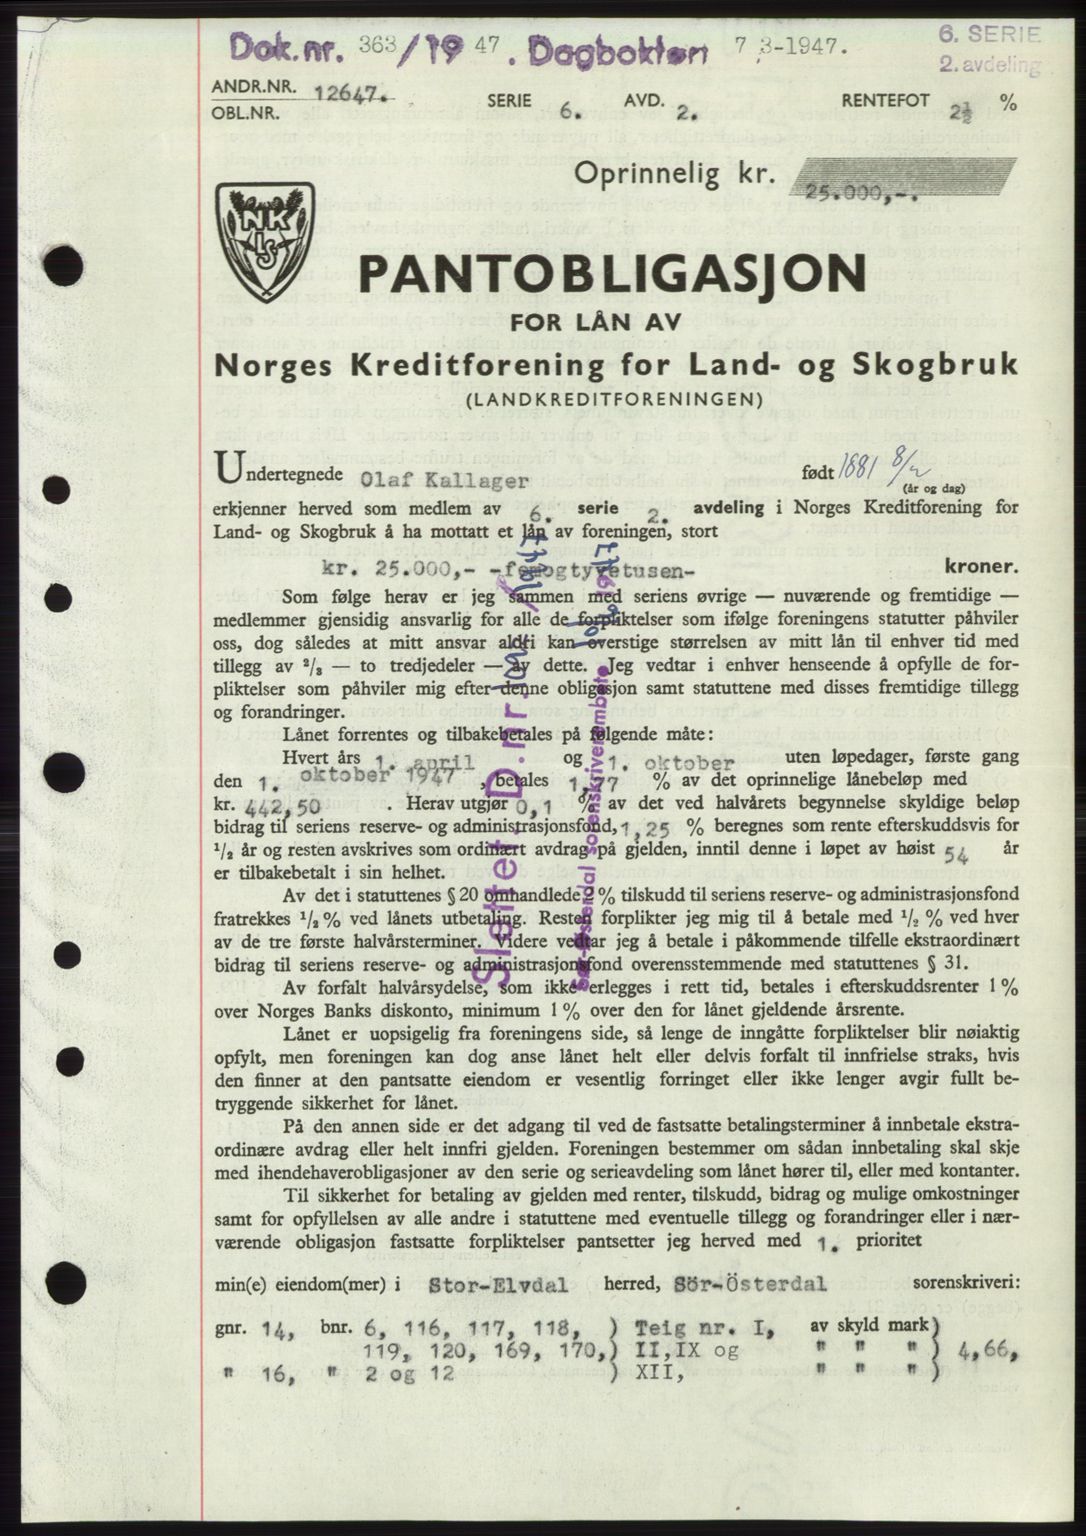 Dok.nr. 363/1947. Dagbokført 7/3-1947.
6. SERIE
2. avdeling
ANDR.NR. 12647.
OBL.NR.
SERIE 6. AVD. 2. RENTEFOT 2½ %
Oprinnelig kr. 25.000,-.
NK
LS
PANTOBLIGASJON
FOR LÅN AV
Norges Kreditforening for Land- og Skogbruk
(LANDKREDITFORENINGEN)
Undertegnede Olaf Kallager født 1881 8/2
(år og dag)
erkjenner herved som medlem av 6. serie 2. avdeling i Norges Kreditforening for
Land- og Skogbruk å ha mottatt et lån av foreningen, stort
kr. 25.000,- -femogtyvetusen- kroner.
Som følge herav er jeg sammen med seriens øvrige — nuværende og fremtidige —
medlemmer gjensidig ansvarlig for alle de forpliktelser som ifølge foreningens statutter påhviler
oss, dog således at mitt ansvar aldri kan overstige størrelsen av mitt lån til enhver tid med
tillegg av ²/₃ — to tredjedeler — av dette. Jeg vedtar i enhver henseende å opfylle de for-
pliktelser som påhviler mig efter denne obligasjon samt statuttene med disses fremtidige tillegg
og forandringer.
Lånet forrentes og tilbakebetales på følgende måte:
Hvert års 1. april og 1. oktober uten løpedager, første gang
den 1. oktober 1947, betales 1,77 % av det oprinnelige lånebeløp med
kr. 442,50. Herav utgjør 0,1 % av det ved halvårets begynnelse skyldige beløp
bidrag til seriens reserve- og administrasjonsfond, 1,25 % beregnes som rente efterskuddsvis for
¹/₂ år og resten avskrives som ordinært avdrag på gjelden, inntil denne i løpet av høist 54 år
er tilbakebetalt i sin helhet.
Av det i statuttenes § 20 omhandlede 2 % tilskudd til seriens reserve- og administrasjonsfond
fratrekkes ¹/₂ % ved lånets utbetaling. Resten forplikter jeg mig til å betale med ¹/₂ % ved hver
av de tre første halvårsterminer. Videre vedtar jeg å betale i påkommende tilfelle ekstraordinært
bidrag til seriens reserve- og administrasjonsfond overensstemmende med statuttenes § 31.
Av forfalt halvårsydelse, som ikke erlegges i rett tid, betales i efterskuddsrenter 1 %
over Norges Banks diskonto, minimum 1 % over den for lånet gjeldende årsrente.
Lånet er uopsigelig fra foreningens side, så lenge de inngåtte forpliktelser blir nøiaktig
opfylt, men foreningen kan dog anse lånet helt eller delvis forfalt til innfrielse straks, hvis
den finner at den pantsatte eiendom er vesentlig forringet eller ikke lenger avgir fullt be-
tryggende sikkerhet for lånet.
På den annen side er det adgang til ved de fastsatte betalingsterminer å innbetale ekstra-
ordinære avdrag eller helt innfri gjelden. Foreningen bestemmer om sådan innbetaling skal skje
med ihendehaverobligasjoner av den serie og serieavdeling som lånet hører til, eller med kontanter.
Til sikkerhet for betaling av gjelden med renter, tilskudd, bidrag og mulige omkostninger
samt for opfyllelsen av alle andre i statuttene med eventuelle tillegg og forandringer eller i nær-
værende obligasjon fastsatte forpliktelser pantsetter jeg herved med 1. prioritet
min(e) eiendom(mer) i Stor-Elvdal herred, Sör-Österdal sorenskriveri:
gnr. 14, bnr. 6, 116, 117, 118, ) Teig nr. I, av skyld mark)
119, 120, 169, 170,) II,IX og " " " ) 4,66,
" 16, " 2 og 12 ) XII, " " " )
Slettet. D.nr.
sorenskriverembete